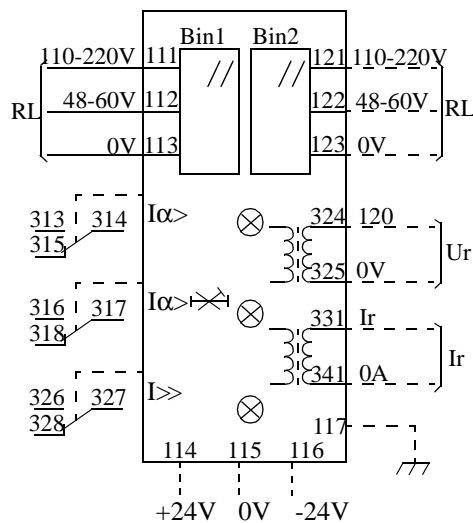 Bin1 Bin2
110-220V 111 121 110-220V
RL 48-60V 112 122 48-60V RL
0V 113 123 0V
313 314 Iα> 324 120
315 Ur
325 0V
316 317 Iα> 331 Ir
318 Ir
341 0A
326 327 I>>
328 117
114 115 116
+24V 0V -24V